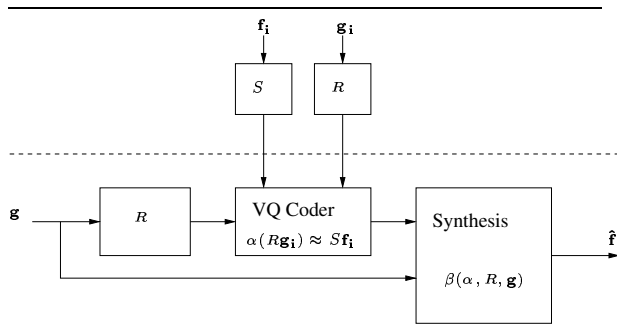 f_i g_i
S R
g R VQ Coder
α(Rg_i) ≈ Sf_i
Synthesis
β(α, R, g)
f̂